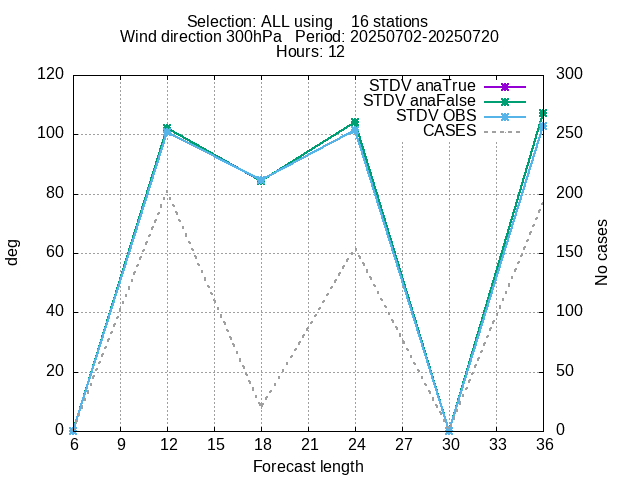 Selection: ALL using    16 stations
Wind direction 300hPa   Period: 20250702-20250720
Hours: 12
STDV anaTrue
STDV anaFalse
STDV OBS
CASES
deg
120
100
80
60
40
20
0
300
250
200
150
100
50
0
No cases
6 9 12 15 18 21 24 27 30 33 36
Forecast length